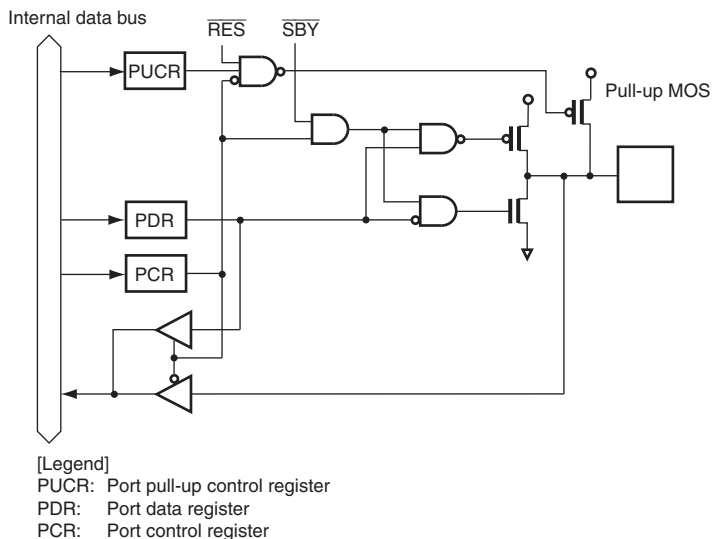 Internal data bus
RES
SBY
PUCR
Pull-up MOS
PDR
PCR
[Legend]
PUCR: Port pull-up control register
PDR: Port data register
PCR: Port control register